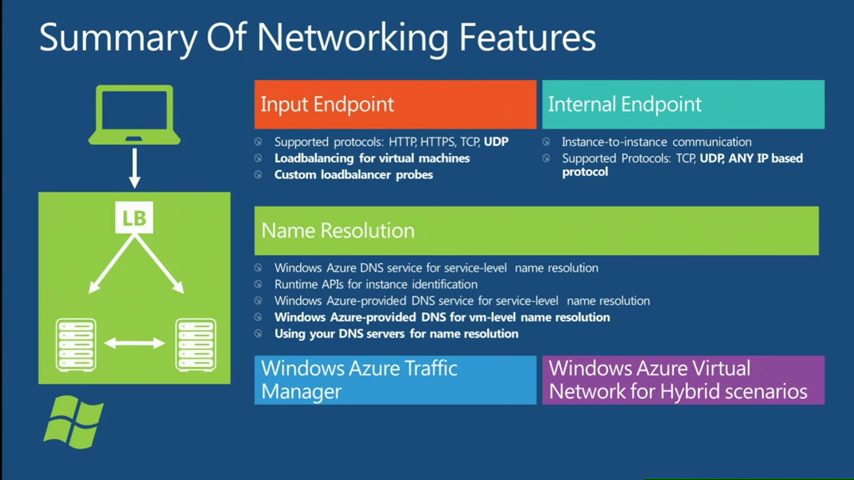 Summary Of Networking Features
LB
Input Endpoint
Supported protocols: HTTP, HTTPS, TCP, UDP
Loadbalancing for virtual machines
Custom loadbalancer probes
Internal Endpoint
Instance-to-instance communication
Supported Protocols: TCP, UDP, ANY IP based
protocol
Name Resolution
Windows Azure DNS service for service-level name resolution
Runtime APIs for instance identification
Windows Azure-provided DNS service for service-level name resolution
Windows Azure-provided DNS for vm-level name resolution
Using your DNS servers for name resolution
Windows Azure Traffic
Manager
Windows Azure Virtual
Network for Hybrid scenarios